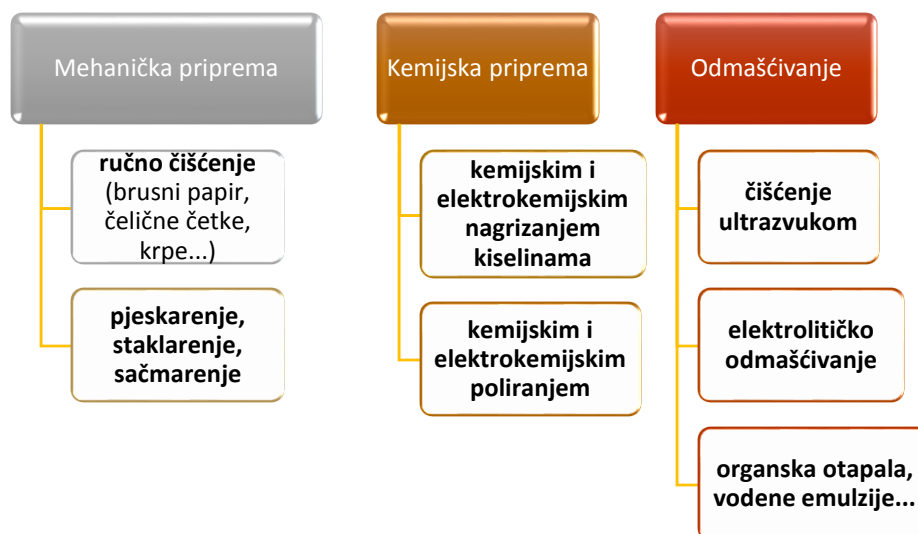 Mehanička priprema
ručno čišćenje
(brusni papir,
čelične četke,
krpe...)
pjeskarenje,
staklarenje,
sačmarenje
Kemijska priprema
kemijskim i
elektrokemijskim
nagrizanjem
kiselinama
kemijskim i
elektrokemijskim
poliranjem
Odmašćivanje
čišćenje
ultrazvukom
elektrolitičko
odmašćivanje
organska otapala,
vodene emulzije...